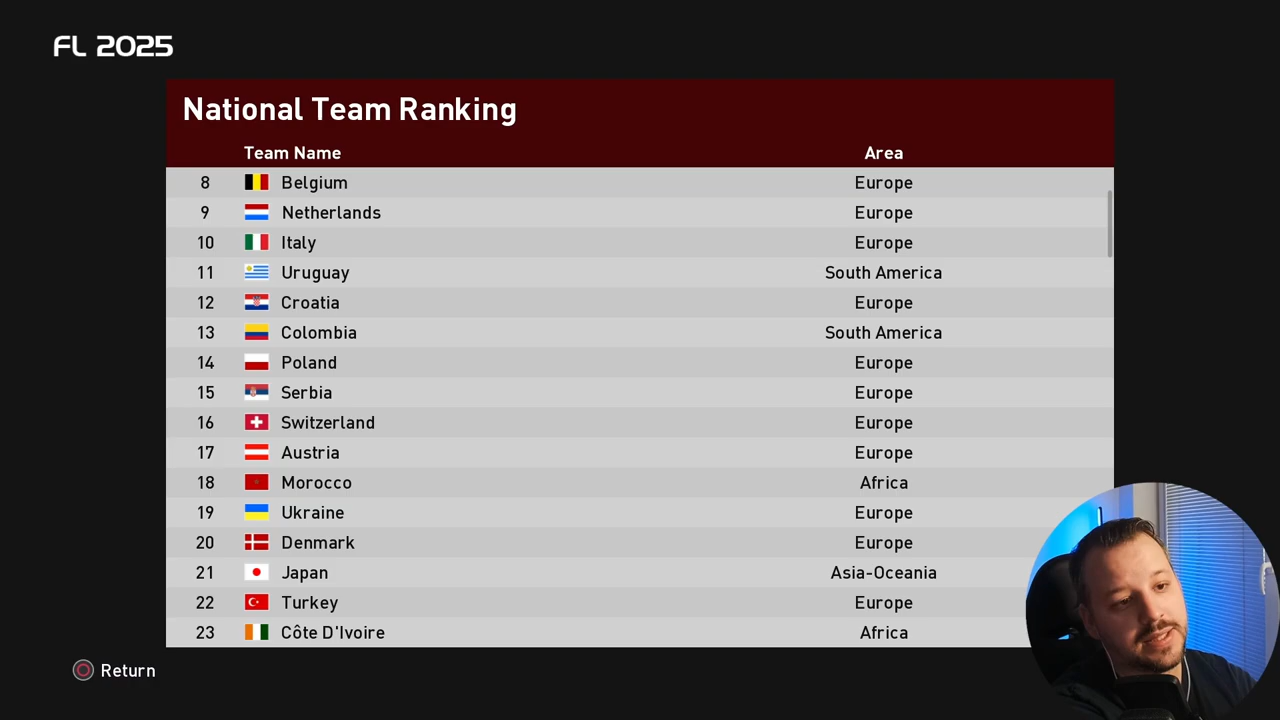 FL 2025
National Team Ranking
Team Name Area
8 Belgium Europe
9 Netherlands Europe
10 Italy Europe
11 Uruguay South America
12 Croatia Europe
13 Colombia South America
14 Poland Europe
15 Serbia Europe
16 Switzerland Europe
17 Austria Europe
18 Morocco Africa
19 Ukraine Europe
20 Denmark Europe
21 Japan Asia-Oceania
22 Turkey Europe
23 Côte D'Ivoire Africa
Return